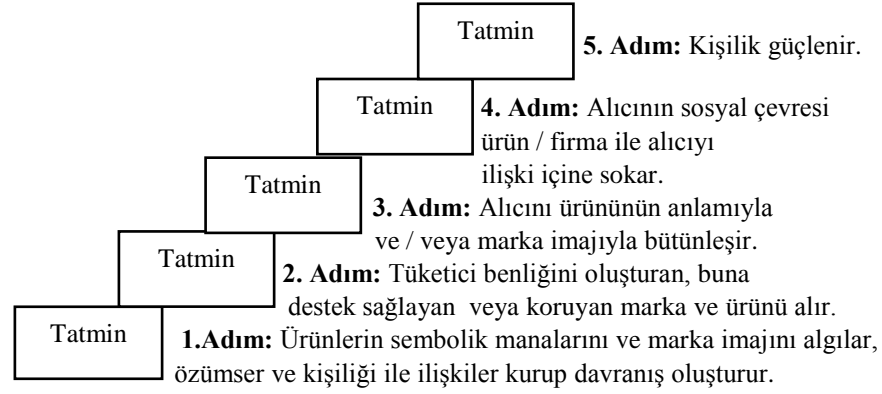 Tatmin
5. Adım: Kişilik güçlenir.
Tatmin
4. Adım: Alıcının sosyal çevresi
ürün / firma ile alıcıyı
ilişki içine sokar.
Tatmin
3. Adım: Alıcını ürününün anlamıyla
ve / veya marka imajıyla bütünleşir.
Tatmin
2. Adım: Tüketici benliğini oluşturan, buna
destek sağlayan veya koruyan marka ve ürünü alır.
Tatmin
1.Adım: Ürünlerin sembolik manalarını ve marka imajını algılar,
özümser ve kişiliği ile ilişkiler kurup davranış oluşturur.